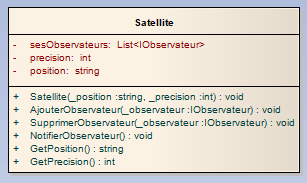 Satellite
- sesObservateurs: List<IObservateur>
- precision: int
- position: string
+ Satellite(_position :string, _precision :int) : void
+ AjouterObservateur(_observateur :IObservateur) : void
+ SupprimerObservateur(_observateur :IObservateur) : void
+ NotifierObservateur() : void
+ GetPosition() : string
+ GetPrecision() : int